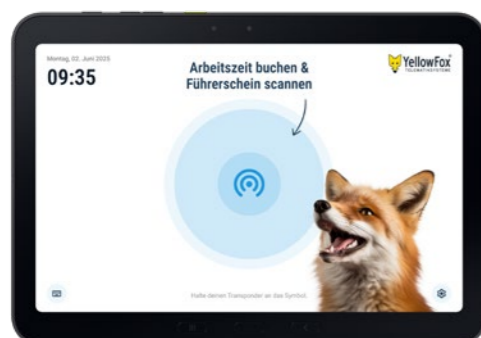 Montag, 02. Juni 2025
09:35
Arbeitszeit buchen &
Führerschein scannen
YellowFox
TELEMATIKSYSTEME
Halte deinen Transponder an das Symbol.